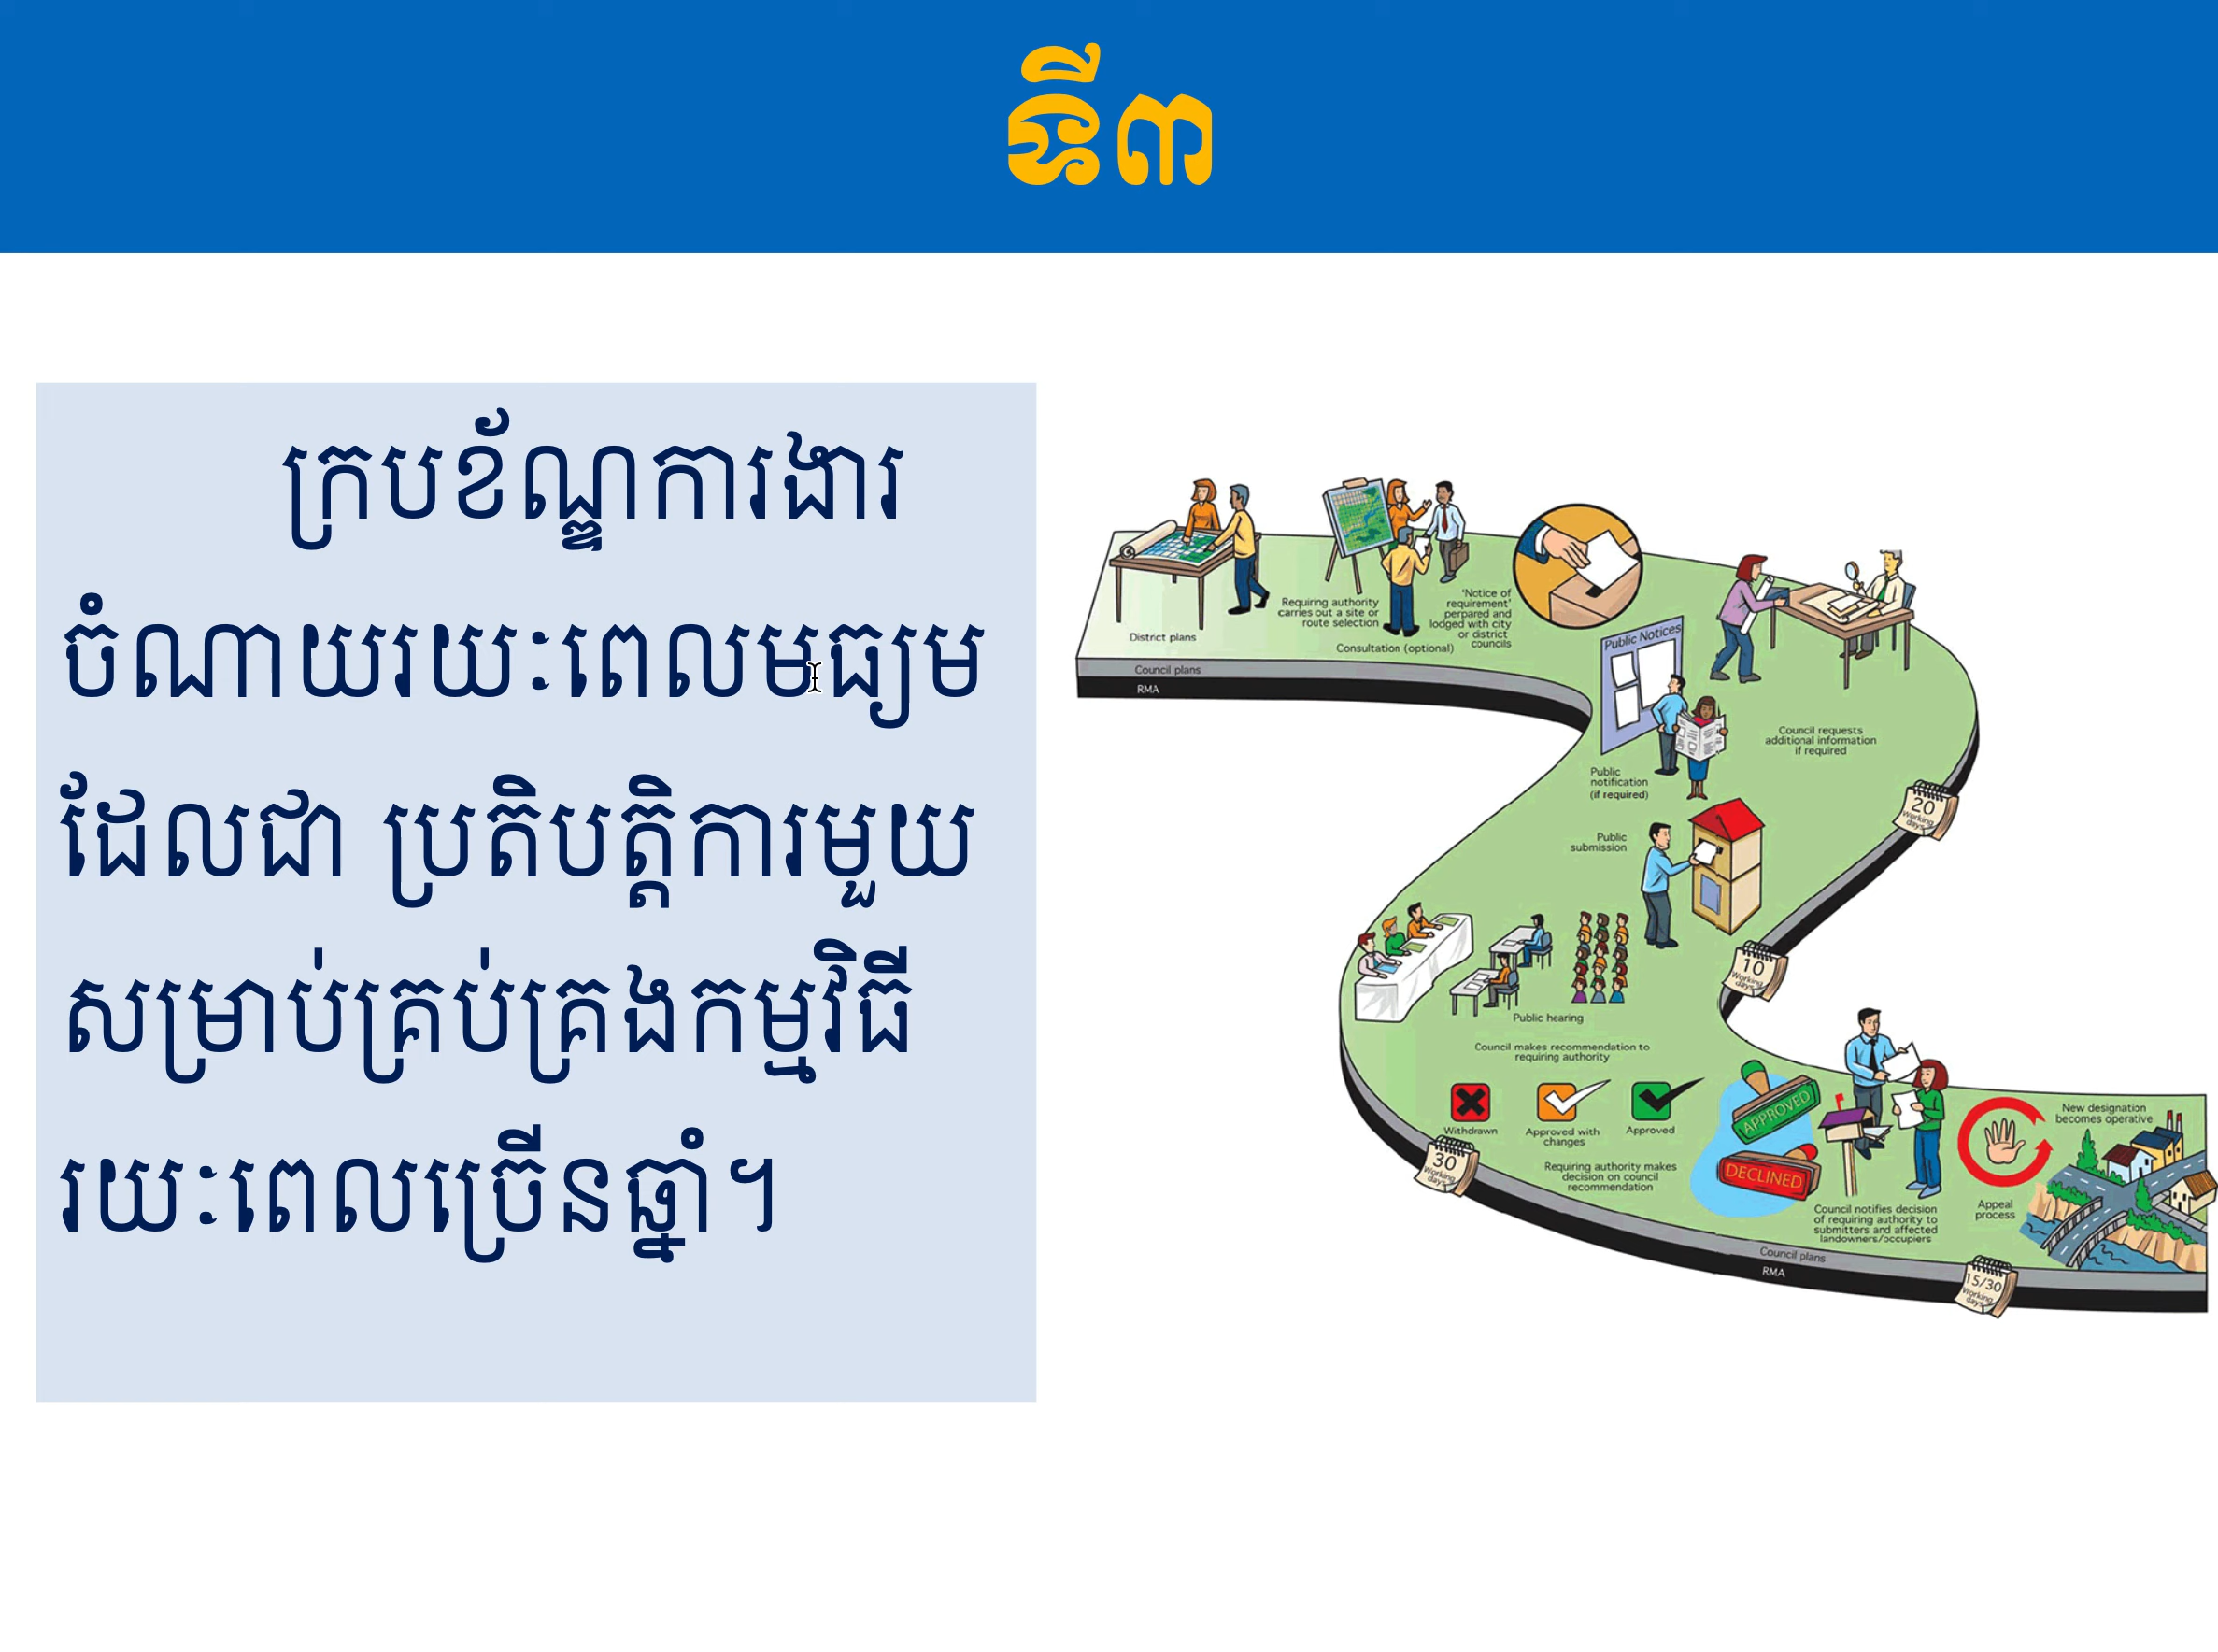 ទី៣
ក្របខ័ណ្ឌការងារ
ចំណាយរយៈពេលមធ្យម
ដែលជា ប្រតិបត្តិការមួយ
សម្រាប់គ្រប់គ្រងកម្មវិធី
រយៈពេលច្រើនឆ្នាំ។
District plans
Requiring authority
carries out a site or
route selection
Consultation (optional)
'Notice of
requirement'
perpared and
lodged with city
or district
councils
Council plans
RMA
Public Notices
Public
notification
(if required)
Council requests
additional information
if required
20
Working
days
Public
submission
10
Working
days
Public hearing
Council makes recommendation to
requiring authority
Withdrawn
Approved with
changes
Approved
30
Working
days
Requiring authority makes
decision on council
recommendation
APPROVED
DECLINED
Council notifies decision
of requiring authority to
submitters and affected
landowners/occupiers
Appeal
process
New designation
becomes operative
Council plans
RMA
15/30
Working
days